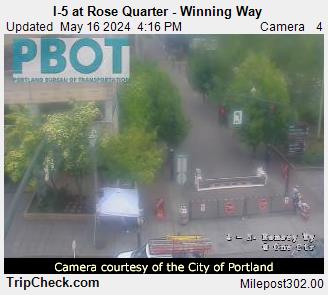 I-5 at Rose Quarter - Winning Way
Updated May 16 2024 4:16 PM Camera 4
PBOT
PORTLAND BUREAU OF TRANSPORTATION
Camera courtesy of the City of Portland
TripCheck.com Milepost302.00